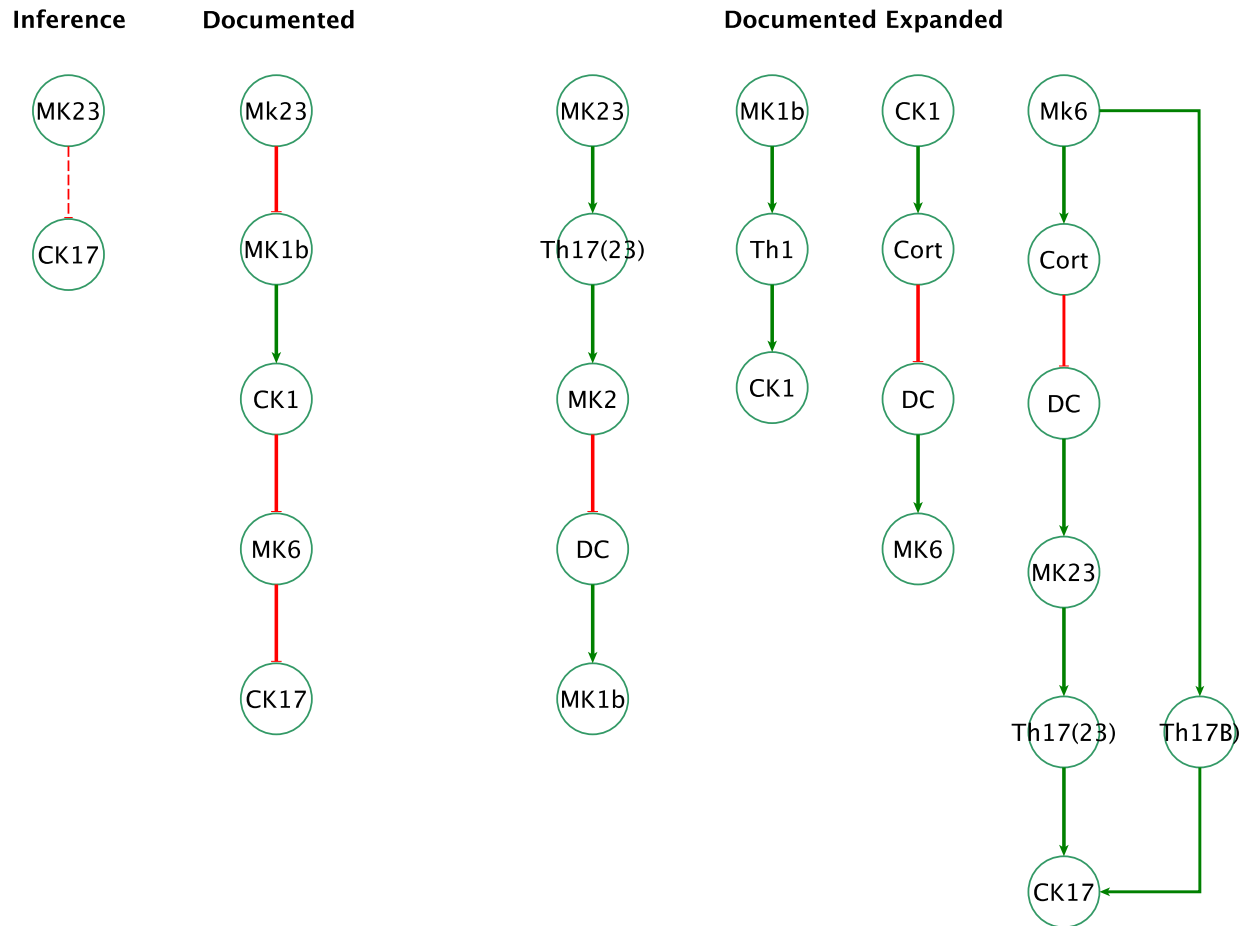 Inference
Documented
Documented Expanded
MK23
CK17
Mk23
MK1b
CK1
MK6
CK17
MK23
Th17(23)
MK2
DC
MK1b
MK1b
Th1
CK1
CK1
Cort
DC
MK6
Mk6
Cort
DC
MK23
Th17(23)
Th17B)
CK17